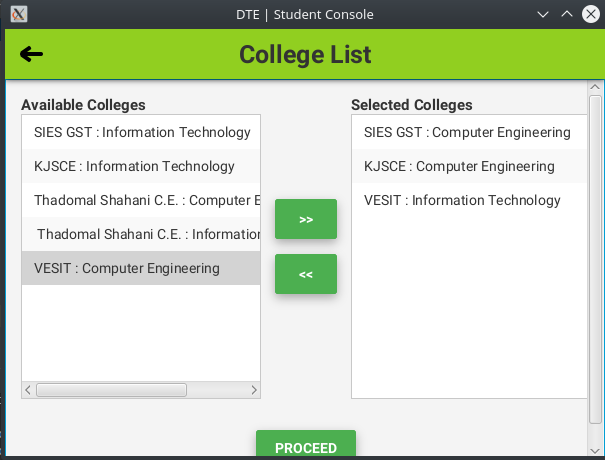 DTE | Student Console
College List
Available Colleges
SIES GST : Information Technology
KJSCE : Information Technology
Thadomal Shahani C.E. : Computer E
Thadomal Shahani C.E. : Information
VESIT : Computer Engineering
>>
<<
Selected Colleges
SIES GST : Computer Engineering
KJSCE : Computer Engineering
VESIT : Information Technology
PROCEED